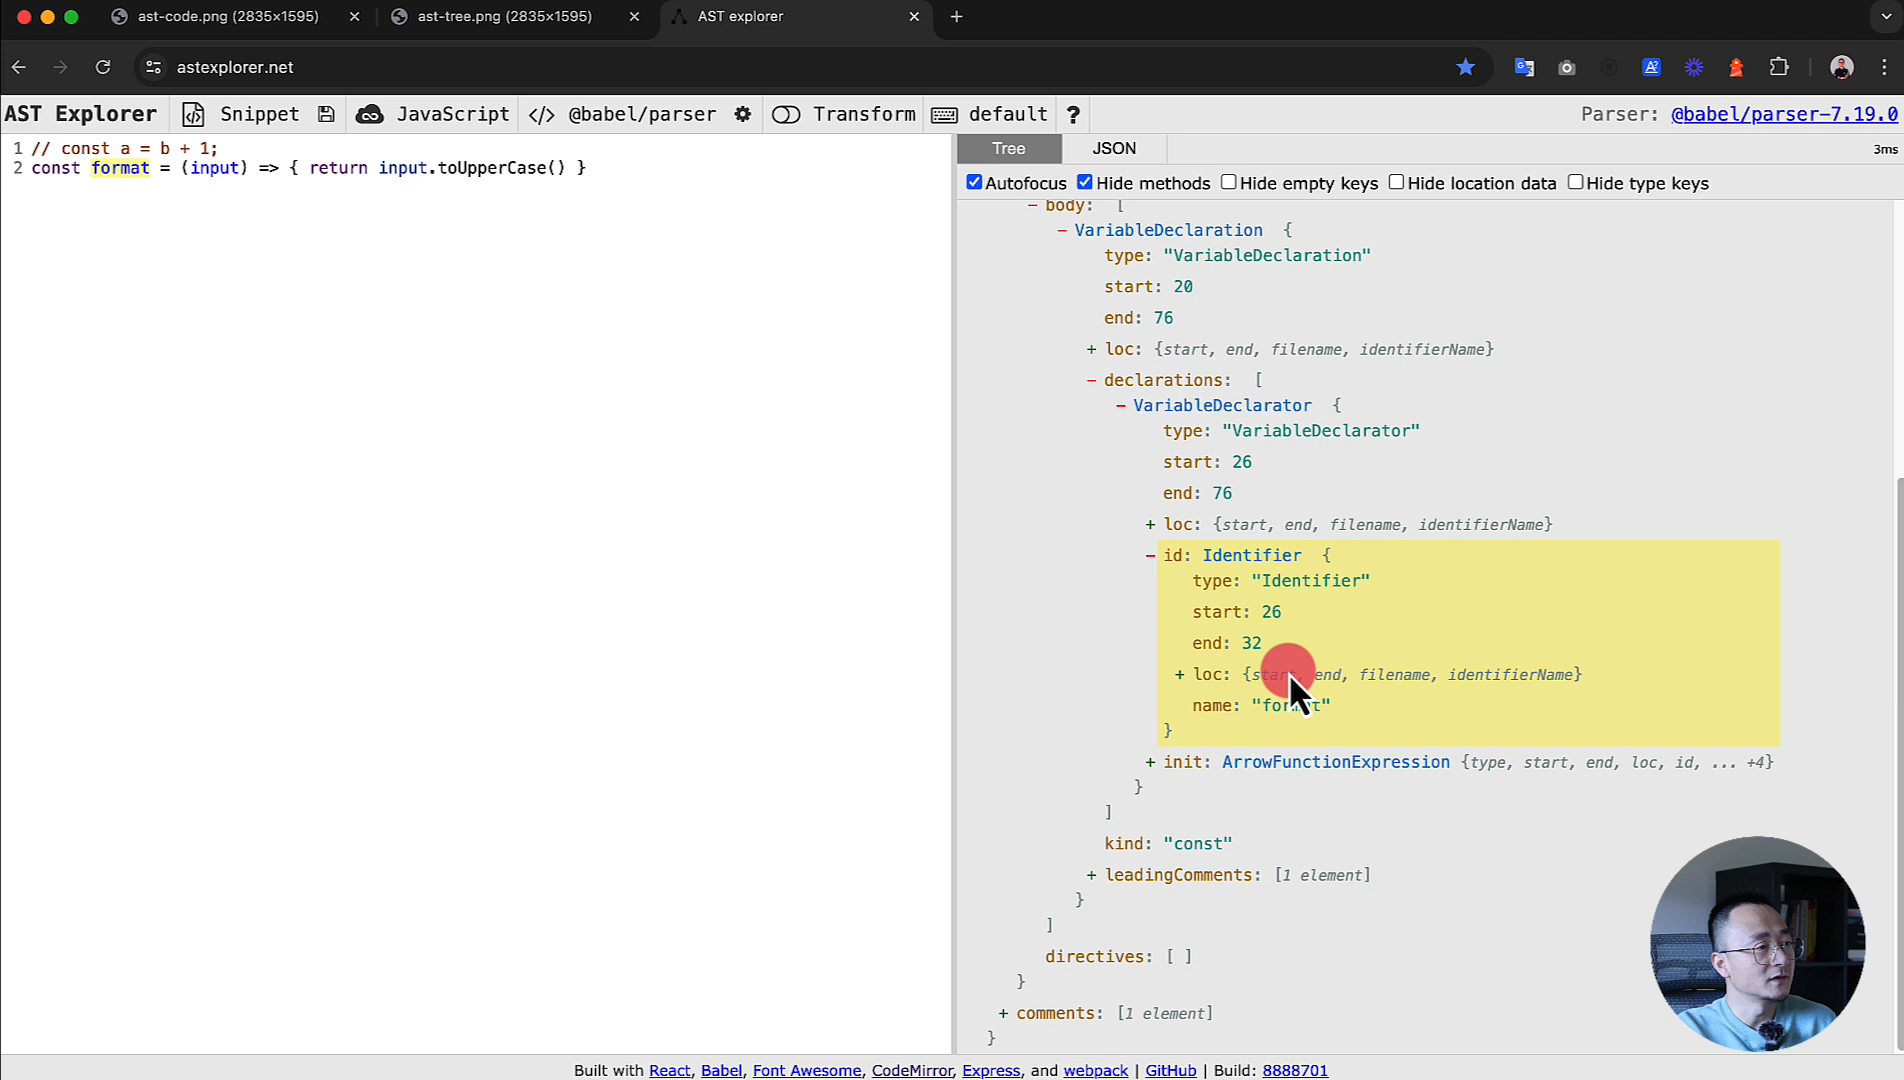 ast-code.png (2835×1595)
ast-tree.png (2835×1595)
AST explorer
astexplorer.net
AST Explorer
Snippet
JavaScript
</> @babel/parser
Transform
default
?
Parser: @babel/parser-7.19.0
1 // const a = b + 1;
2 const format = (input) => { return input.toUpperCase() }
Tree
JSON
3ms
Autofocus
Hide methods
Hide empty keys
Hide location data
Hide type keys
- body: [
- VariableDeclaration {
type: "VariableDeclaration"
start: 20
end: 76
+ loc: {start, end, filename, identifierName}
- declarations: [
- VariableDeclarator {
type: "VariableDeclarator"
start: 26
end: 76
+ loc: {start, end, filename, identifierName}
- id: Identifier {
type: "Identifier"
start: 26
end: 32
+ loc: {start, end, filename, identifierName}
name: "format"
}
+ init: ArrowFunctionExpression {type, start, end, loc, id, ... +4}
}
]
kind: "const"
+ leadingComments: [1 element]
}
]
directives: [ ]
}
+ comments: [1 element]
}
Built with React, Babel, Font Awesome, CodeMirror, Express, and webpack | GitHub | Build: 8888701